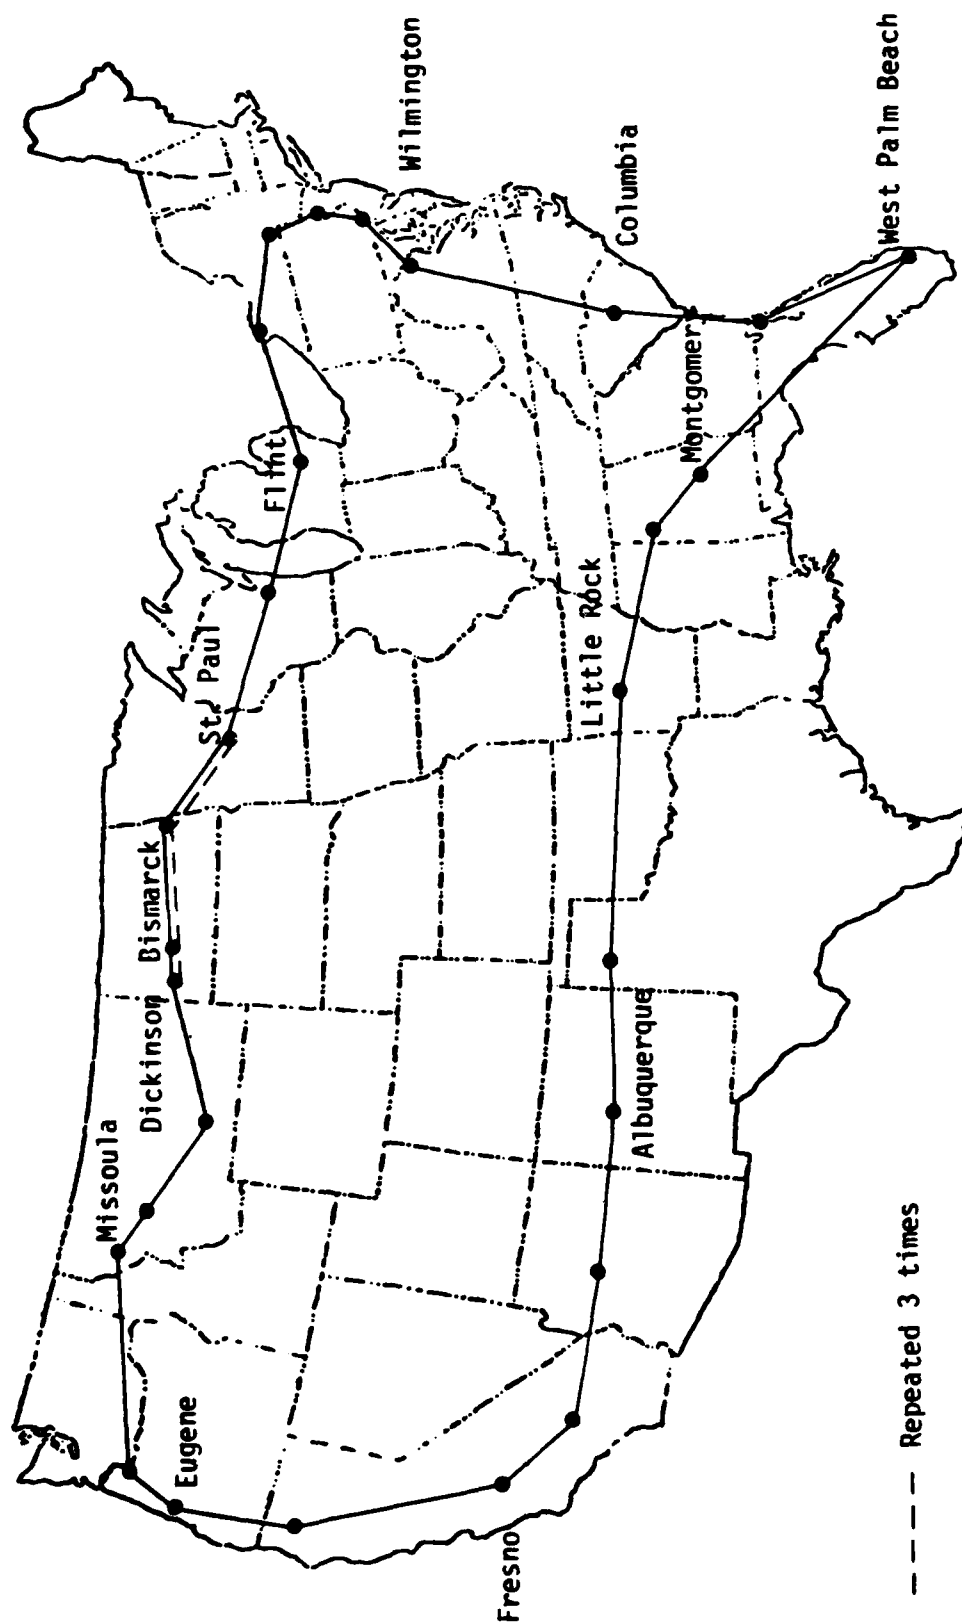 Missoula
Dickinson
Bismarck
St. Paul
Flint
Wilmington
Eugene
Fresno
Albuquerque
Little Rock
Montgomer
Columbia
West Palm Beach
Repeated 3 times